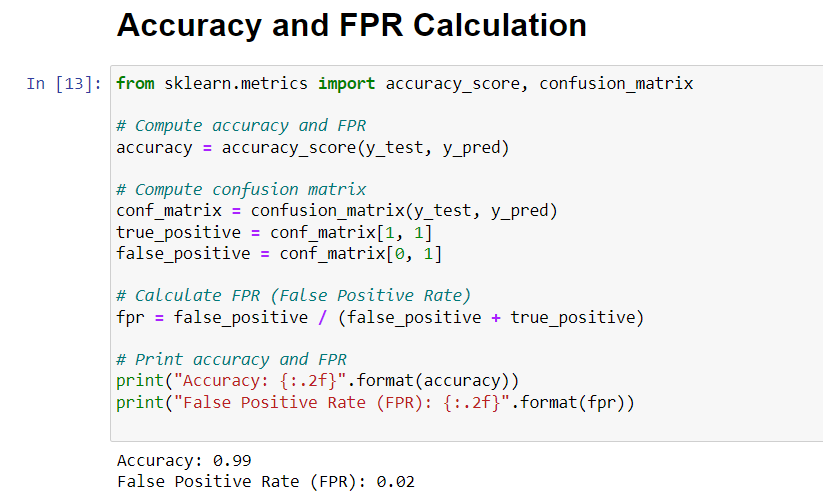 Accuracy and FPR Calculation
In [13]: from sklearn.metrics import accuracy_score, confusion_matrix
# Compute accuracy and FPR
accuracy = accuracy_score(y_test, y_pred)
# Compute confusion matrix
conf_matrix = confusion_matrix(y_test, y_pred)
true_positive = conf_matrix[1, 1]
false_positive = conf_matrix[0, 1]
# Calculate FPR (False Positive Rate)
fpr = false_positive / (false_positive + true_positive)
# Print accuracy and FPR
print("Accuracy: {:.2f}".format(accuracy))
print("False Positive Rate (FPR): {:.2f}".format(fpr))
Accuracy: 0.99
False Positive Rate (FPR): 0.02